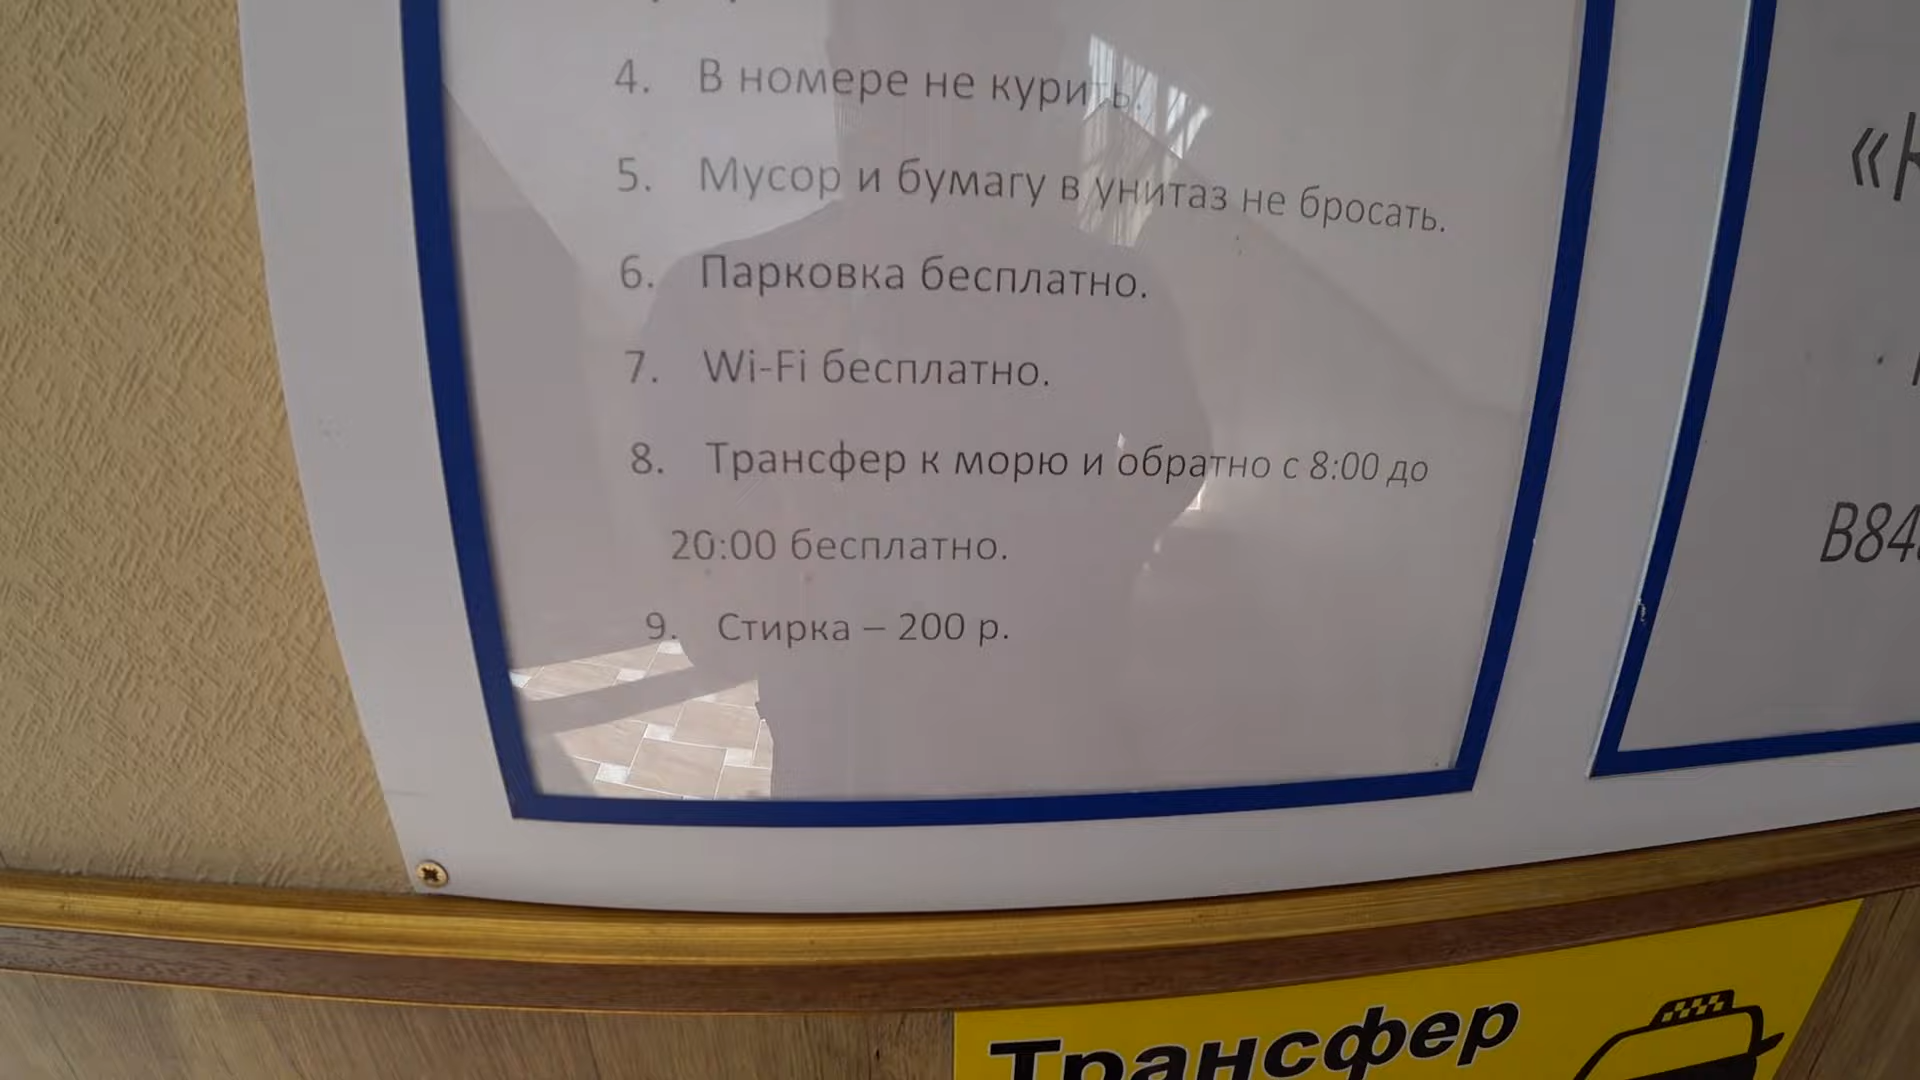 4. В номере не курить.
5. Мусор и бумагу в унитаз не бросать.
6. Парковка бесплатно.
7. Wi-Fi бесплатно.
8. Трансфер к морю и обратно с 8:00 до
20:00 бесплатно.
9. Стирка – 200 р.
В84
Трансфер